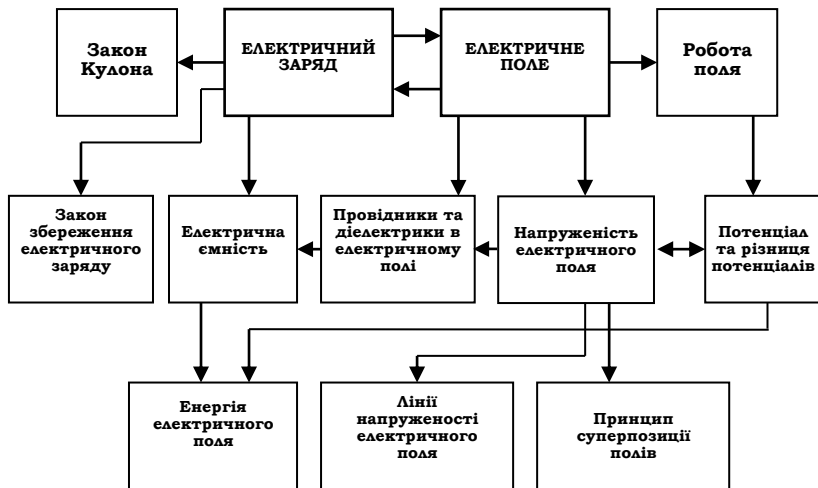 Закон
Кулона
ЕЛЕКТРИЧНИЙ
ЗАРЯД
ЕЛЕКТРИЧНЕ
ПОЛЕ
Робота
поля
Закон
збереження
електричного
заряду
Електрична
ємність
Провідники та
діелектрики в
електричному
полі
Напруженість
електричного
поля
Потенціал
та різниця
потенціалів
Енергія
електричного
поля
Лінії
напруженості
електричного
поля
Принцип
суперпозиції
полів